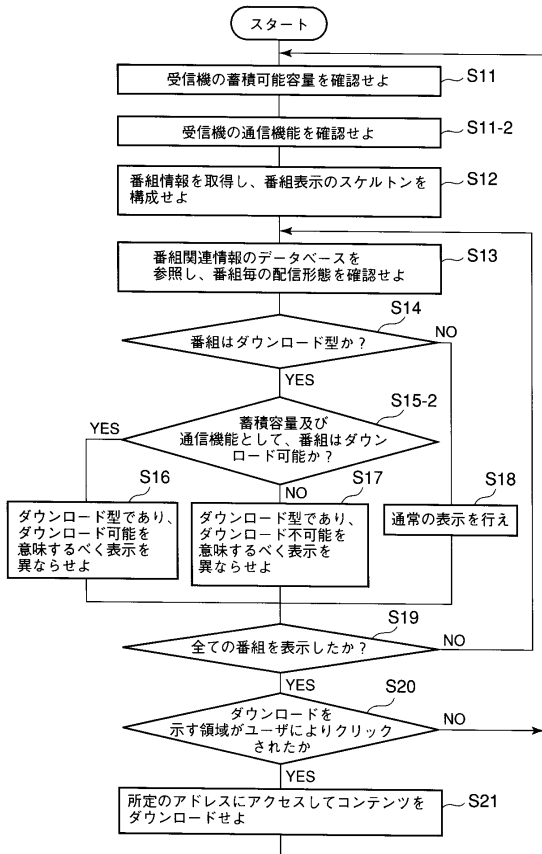 スタート
受信機の蓄積可能容量を確認せよ
S11
受信機の通信機能を確認せよ
S11-2
番組情報を取得し、番組表示のスケルトンを
構成せよ
S12
番組関連情報のデータベースを
参照し、番組毎の配信形態を確認せよ
S13
番組はダウンロード型か?
S14
NO
YES
蓄積容量及び
通信機能として、番組はダウン
ロード可能か?
S15-2
YES
NO
ダウンロード型であり、
ダウンロード可能を
意味するべく表示を
異ならせよ
S16
ダウンロード型であり、
ダウンロード不可能を
意味するべく表示を
異ならせよ
S17
通常の表示を行え
S18
全ての番組を表示したか?
S19
NO
YES
ダウンロードを
示す領域がユーザによりクリック
されたか
S20
NO
YES
所定のアドレスにアクセスしてコンテンツを
ダウンロードせよ
S21